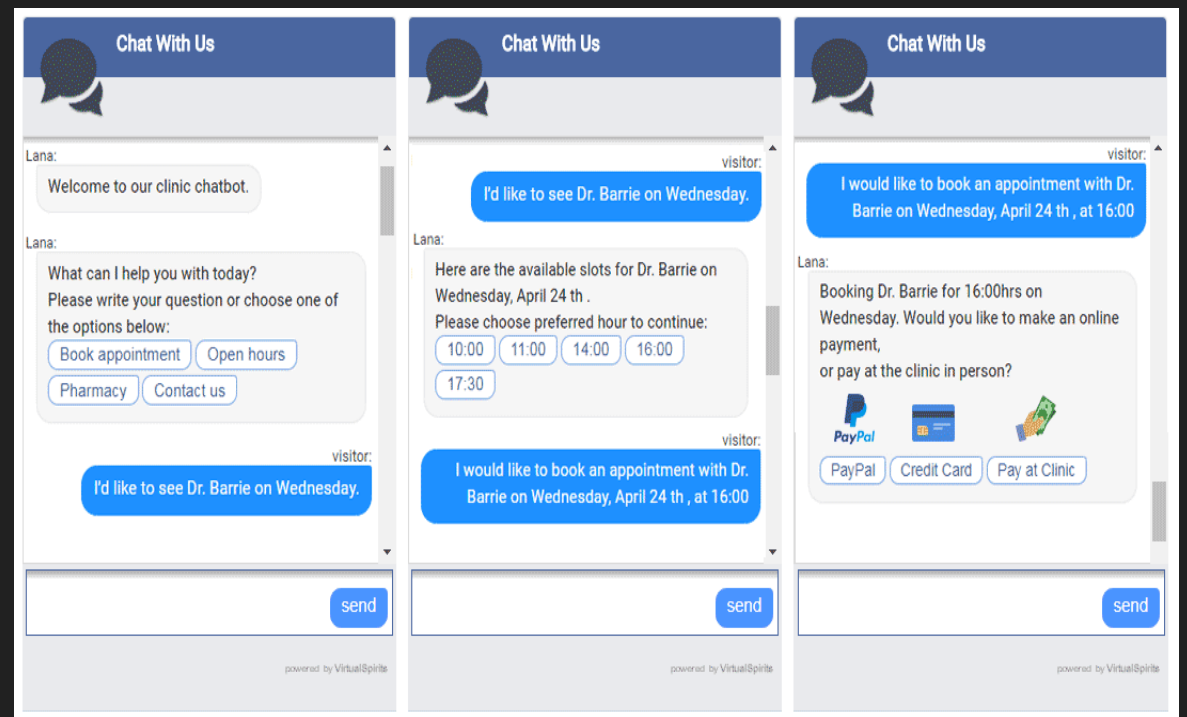 Chat With Us
Lana:
Welcome to our clinic chatbot.
Lana:
What can I help you with today?
Please write your question or choose one of
the options below:
Book appointment Open hours
Pharmacy Contact us
visitor:
I'd like to see Dr. Barrie on Wednesday.
send
powered by VirtualSpirits
Chat With Us
visitor:
I'd like to see Dr. Barrie on Wednesday.
Lana:
Here are the available slots for Dr. Barrie on
Wednesday, April 24 th .
Please choose preferred hour to continue:
10:00 11:00 14:00 16:00
17:30
visitor:
I would like to book an appointment with Dr.
Barrie on Wednesday, April 24 th , at 16:00
send
powered by VirtualSpirits
Chat With Us
visitor:
I would like to book an appointment with Dr.
Barrie on Wednesday, April 24 th , at 16:00
Lana:
Booking Dr. Barrie for 16:00hrs on
Wednesday. Would you like to make an online
payment,
or pay at the clinic in person?
PayPal
PayPal Credit Card Pay at Clinic
send
powered by VirtualSpirits